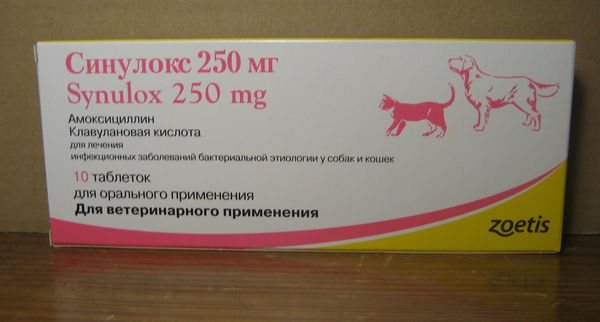 Синулокс 250 мг
Synulox 250 mg
Амоксициллин
Клавулановая кислота
для лечения
инфекционных заболеваний бактериальной этиологии у собак и кошек
10 таблеток
для орального применения
Для ветеринарного применения
zoetis